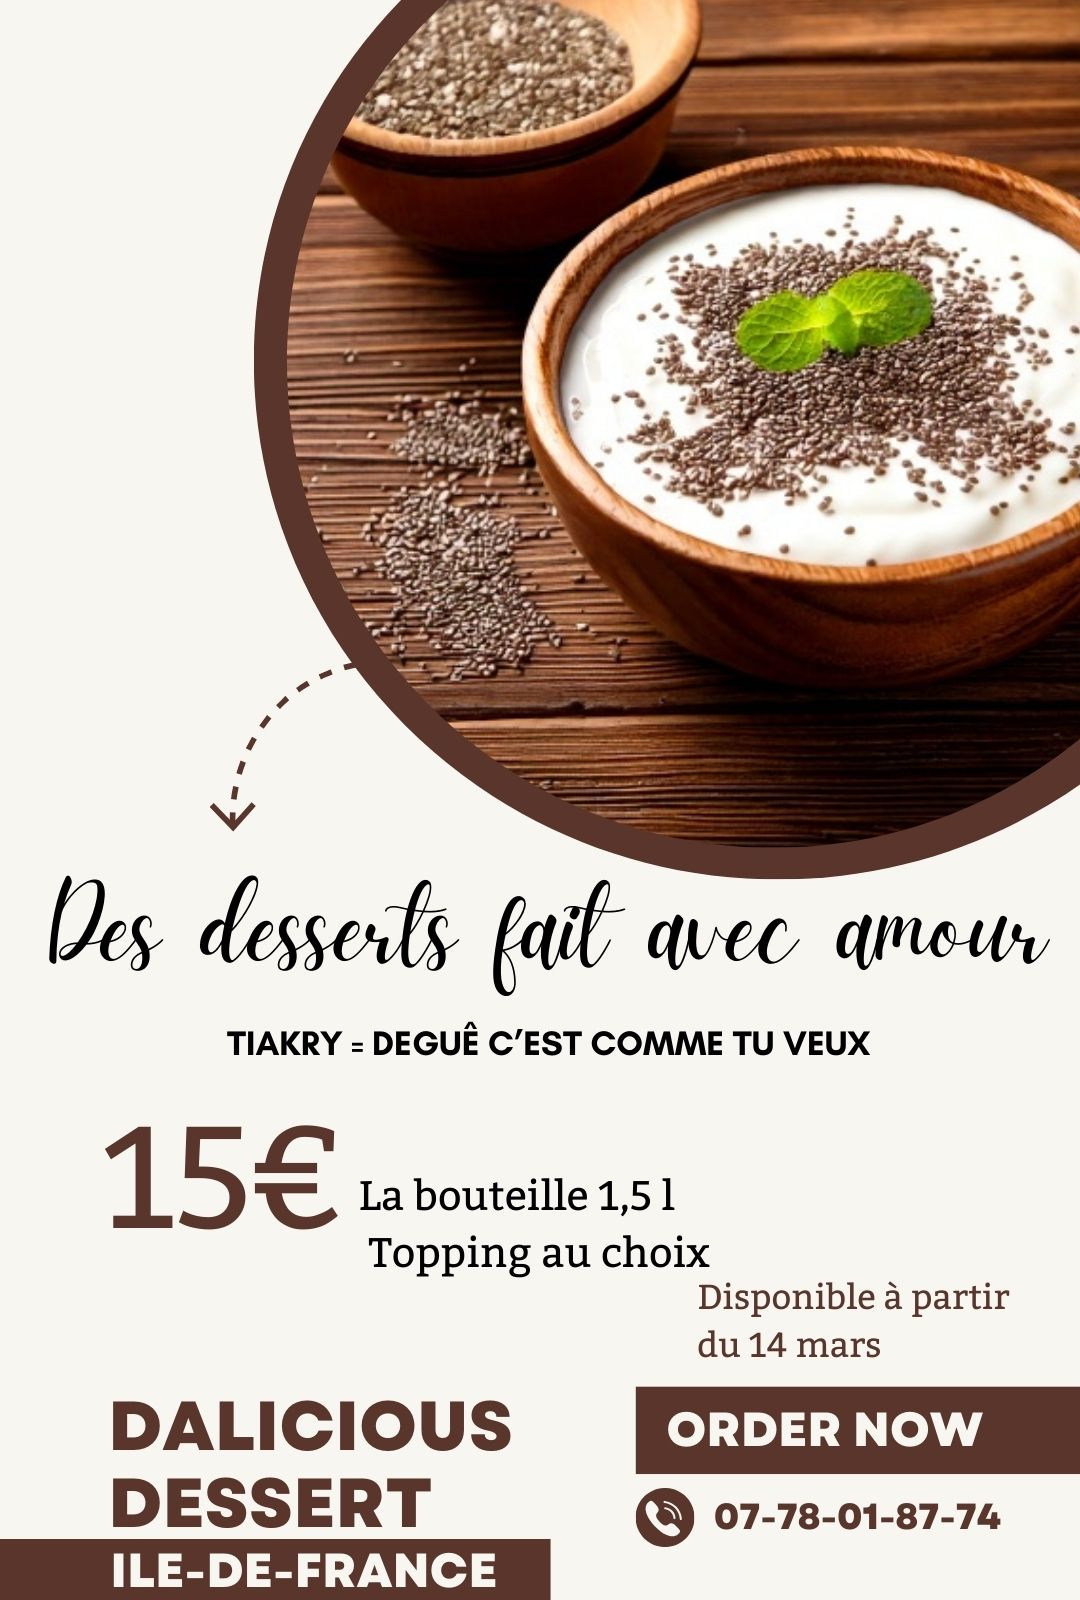 Des desserts fait avec amour
TIAKRY = DEGUÊ C'EST COMME TU VEUX
15€
La bouteille 1,5 l
Topping au choix
Disponible à partir
du 14 mars
DALICIOUS
DESSERT
ILE-DE-FRANCE
ORDER NOW
07-78-01-87-74